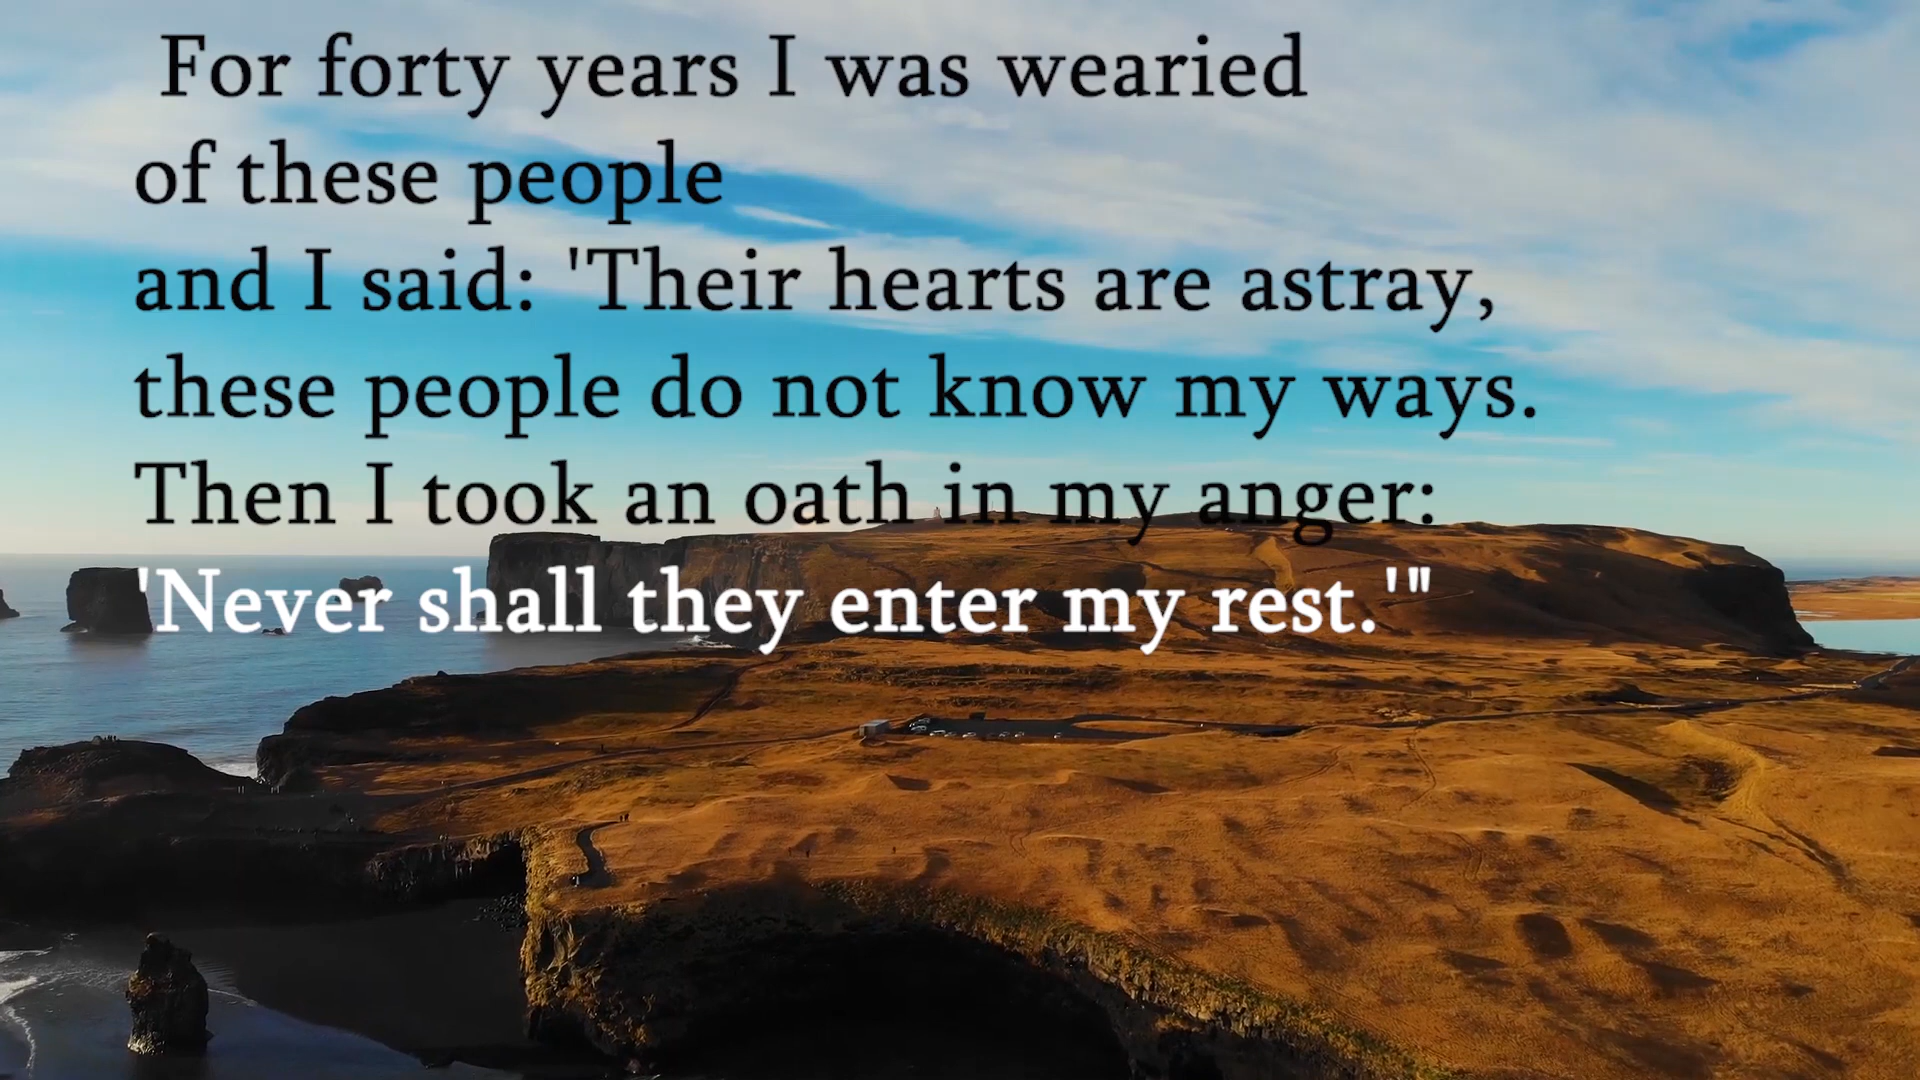 For forty years I was wearied
of these people
and I said: 'Their hearts are astray,
these people do not know my ways.
Then I took an oath in my anger:
'Never shall they enter my rest.'"